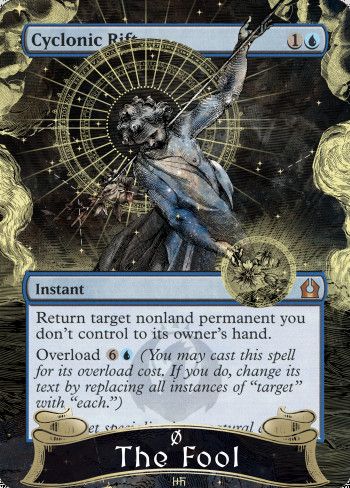 Cyclonic Rift
1
Instant
Return target nonland permanent you
don't control to its owner's hand.
Overload 6 (You may cast this spell
for its overload cost. If you do, change its
text by replacing all instances of "target"
with "each.")
Ø
The Fool